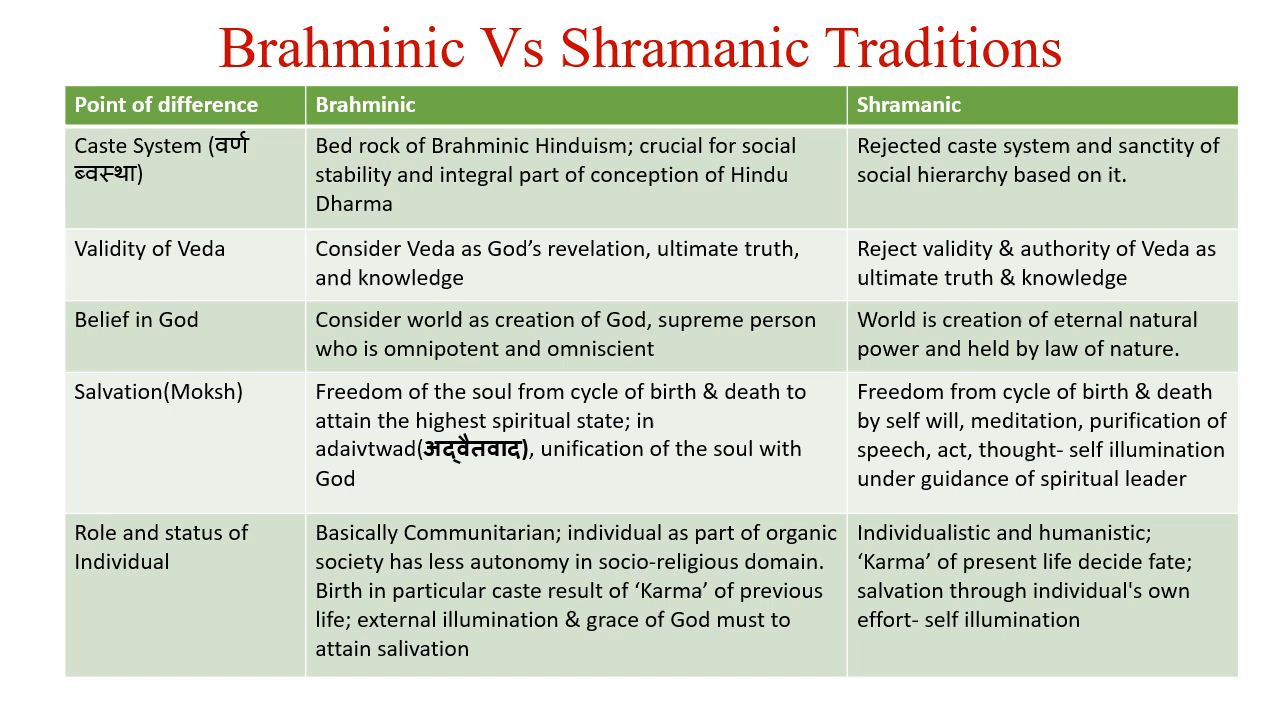 Brahminic Vs Shramanic Traditions
Point of difference
Brahminic
Shramanic
Caste System (वर्ण
ब्वस्था)
Bed rock of Brahminic Hinduism; crucial for social
stability and integral part of conception of Hindu
Dharma
Rejected caste system and sanctity of
social hierarchy based on it.
Validity of Veda
Consider Veda as God’s revelation, ultimate truth,
and knowledge
Reject validity & authority of Veda as
ultimate truth & knowledge
Belief in God
Consider world as creation of God, supreme person
who is omnipotent and omniscient
World is creation of eternal natural
power and held by law of nature.
Salvation(Moksh)
Freedom of the soul from cycle of birth & death to
attain the highest spiritual state; in
adaivtwad(अद्वैतवाद), unification of the soul with
God
Freedom from cycle of birth & death
by self will, meditation, purification of
speech, act, thought- self illumination
under guidance of spiritual leader
Role and status of
Individual
Basically Communitarian; individual as part of organic
society has less autonomy in socio-religious domain.
Birth in particular caste result of ‘Karma’ of previous
life; external illumination & grace of God must to
attain salivation
Individualistic and humanistic;
‘Karma’ of present life decide fate;
salvation through individual's own
effort- self illumination